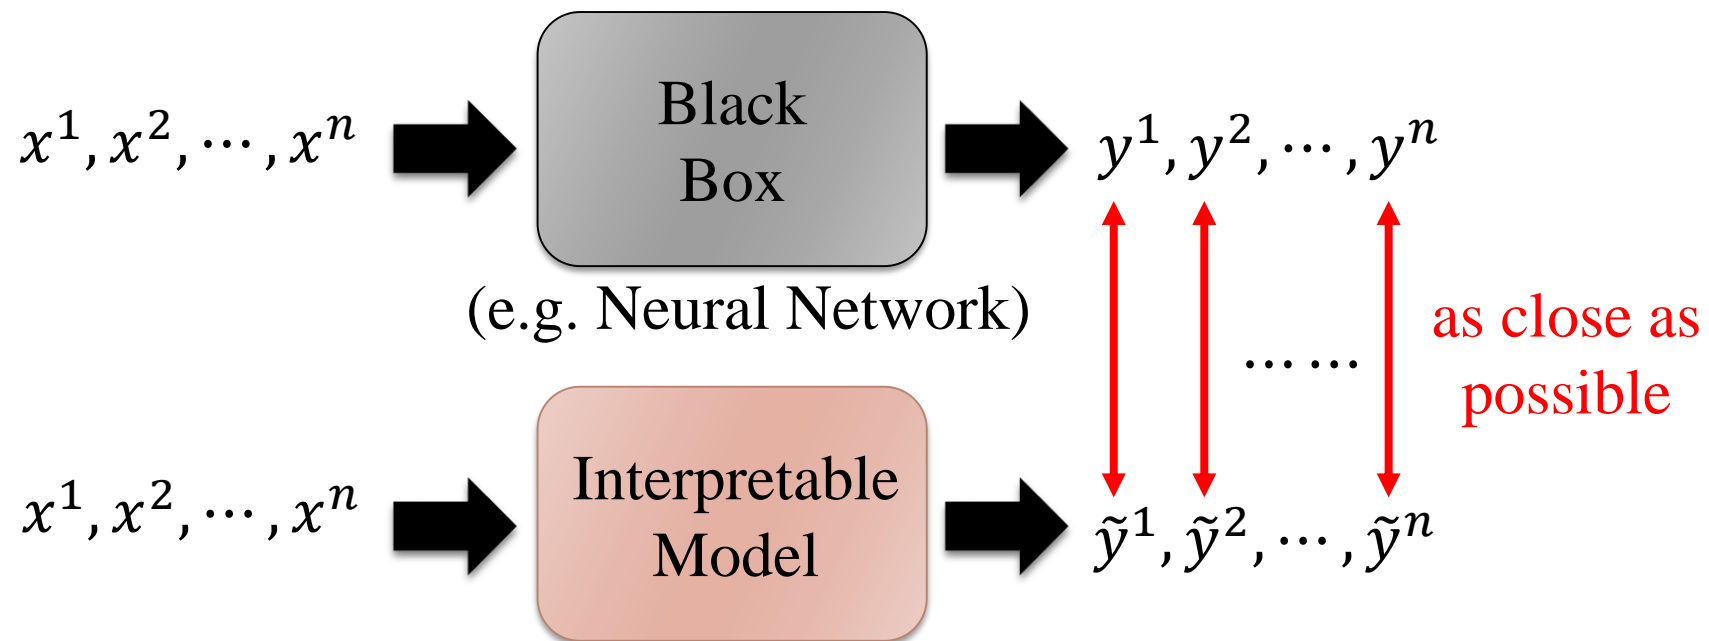 x¹, x², ⋯, xⁿ
Black
Box
y¹, y², ⋯, yⁿ
(e.g. Neural Network)
as close as
possible
⋯⋯
x¹, x², ⋯, xⁿ
Interpretable
Model
ỹ¹, ỹ², ⋯, ỹⁿ